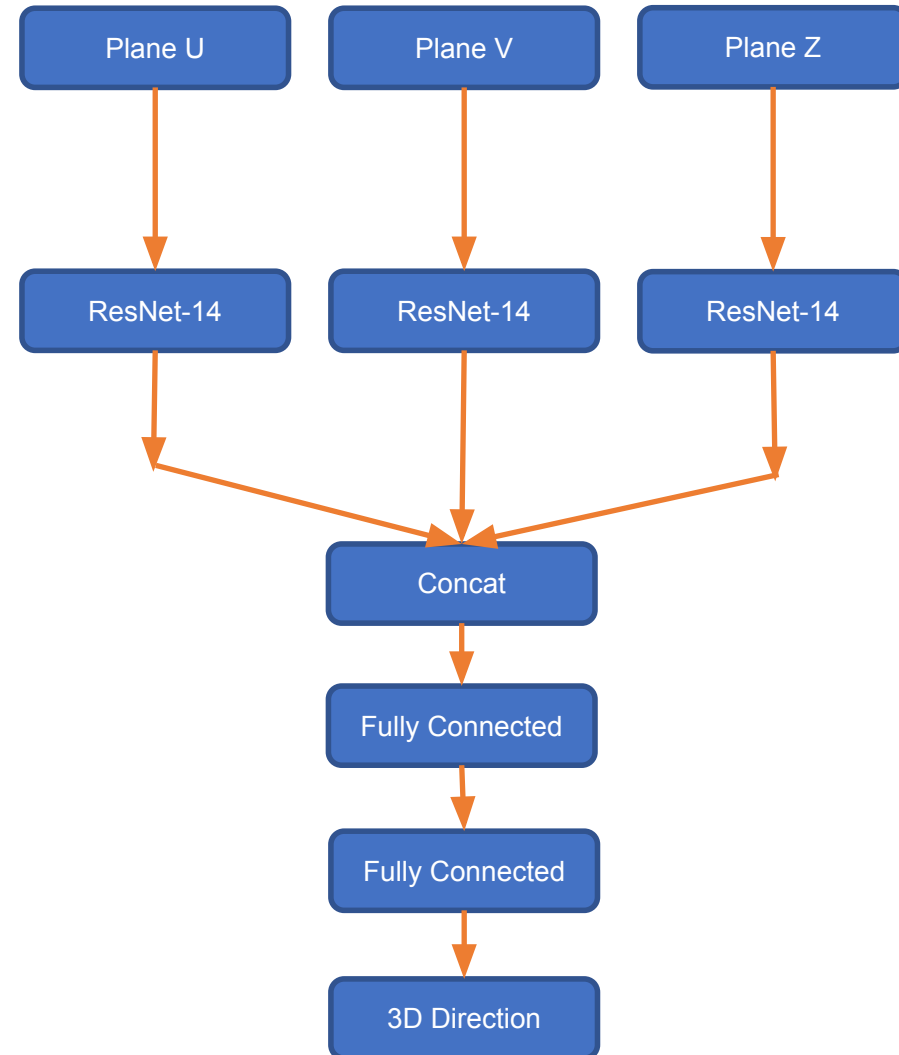 Plane U
Plane V
Plane Z
ResNet-14
ResNet-14
ResNet-14
Concat
Fully Connected
Fully Connected
3D Direction